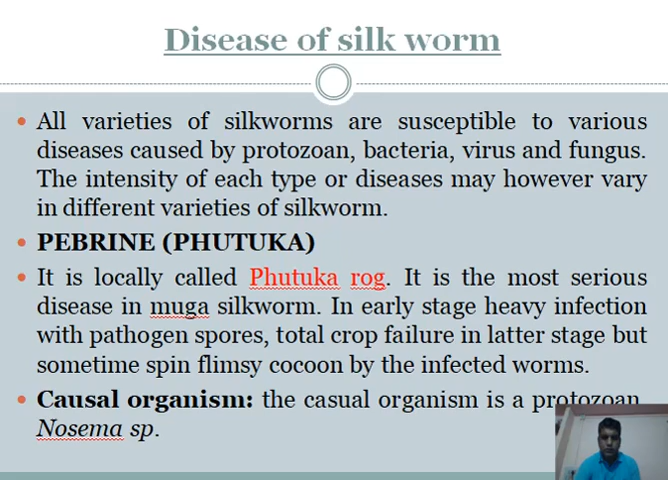 Disease of silk worm
• All varieties of silkworms are susceptible to various
diseases caused by protozoan, bacteria, virus and fungus.
The intensity of each type or diseases may however vary
in different varieties of silkworm.
• PEBRINE (PHUTUKA)
• It is locally called Phutuka rog. It is the most serious
disease in muga silkworm. In early stage heavy infection
with pathogen spores, total crop failure in latter stage but
sometime spin flimsy cocoon by the infected worms.
• Causal organism: the casual organism is a protozoan,
Nosema sp.